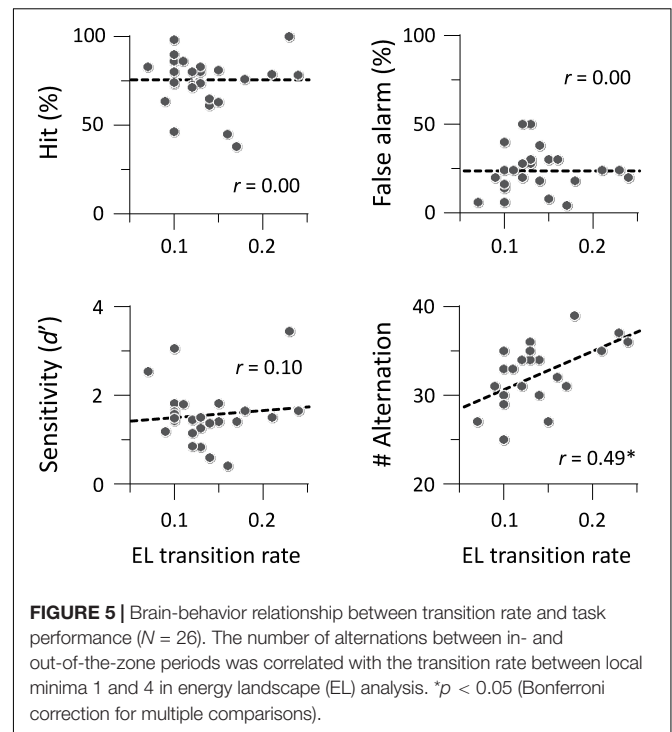 100
50
0
Hit (%)
r = 0.00
0.1
0.2
100
50
0
False alarm (%)
r = 0.00
0.1
0.2
4
2
0
Sensitivity (d′)
r = 0.10
0.1
0.2
EL transition rate
40
30
20
# Alternation
r = 0.49*
0.1
0.2
EL transition rate
FIGURE 5 | Brain-behavior relationship between transition rate and task
performance (N = 26). The number of alternations between in- and
out-of-the-zone periods was correlated with the transition rate between local
minima 1 and 4 in energy landscape (EL) analysis. *p < 0.05 (Bonferroni
correction for multiple comparisons).